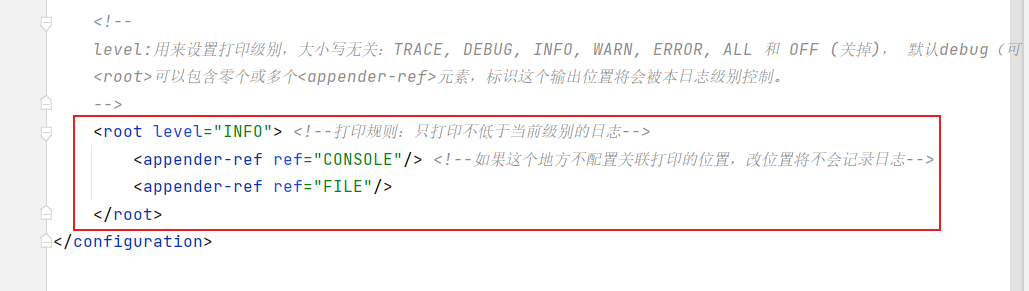 <!--
level:用来设置打印级别，大小写无关：TRACE, DEBUG, INFO, WARN, ERROR, ALL 和 OFF (关掉)， 默认debug（可
<root>可以包含零个或多个<appender-ref>元素，标识这个输出位置将会被本日志级别控制。
-->
<root level="INFO"> <!--打印规则：只打印不低于当前级别的日志-->
<appender-ref ref="CONSOLE"/> <!--如果这个地方不配置关联打印的位置，改位置将不会记录日志-->
<appender-ref ref="FILE"/>
</root>
</configuration>